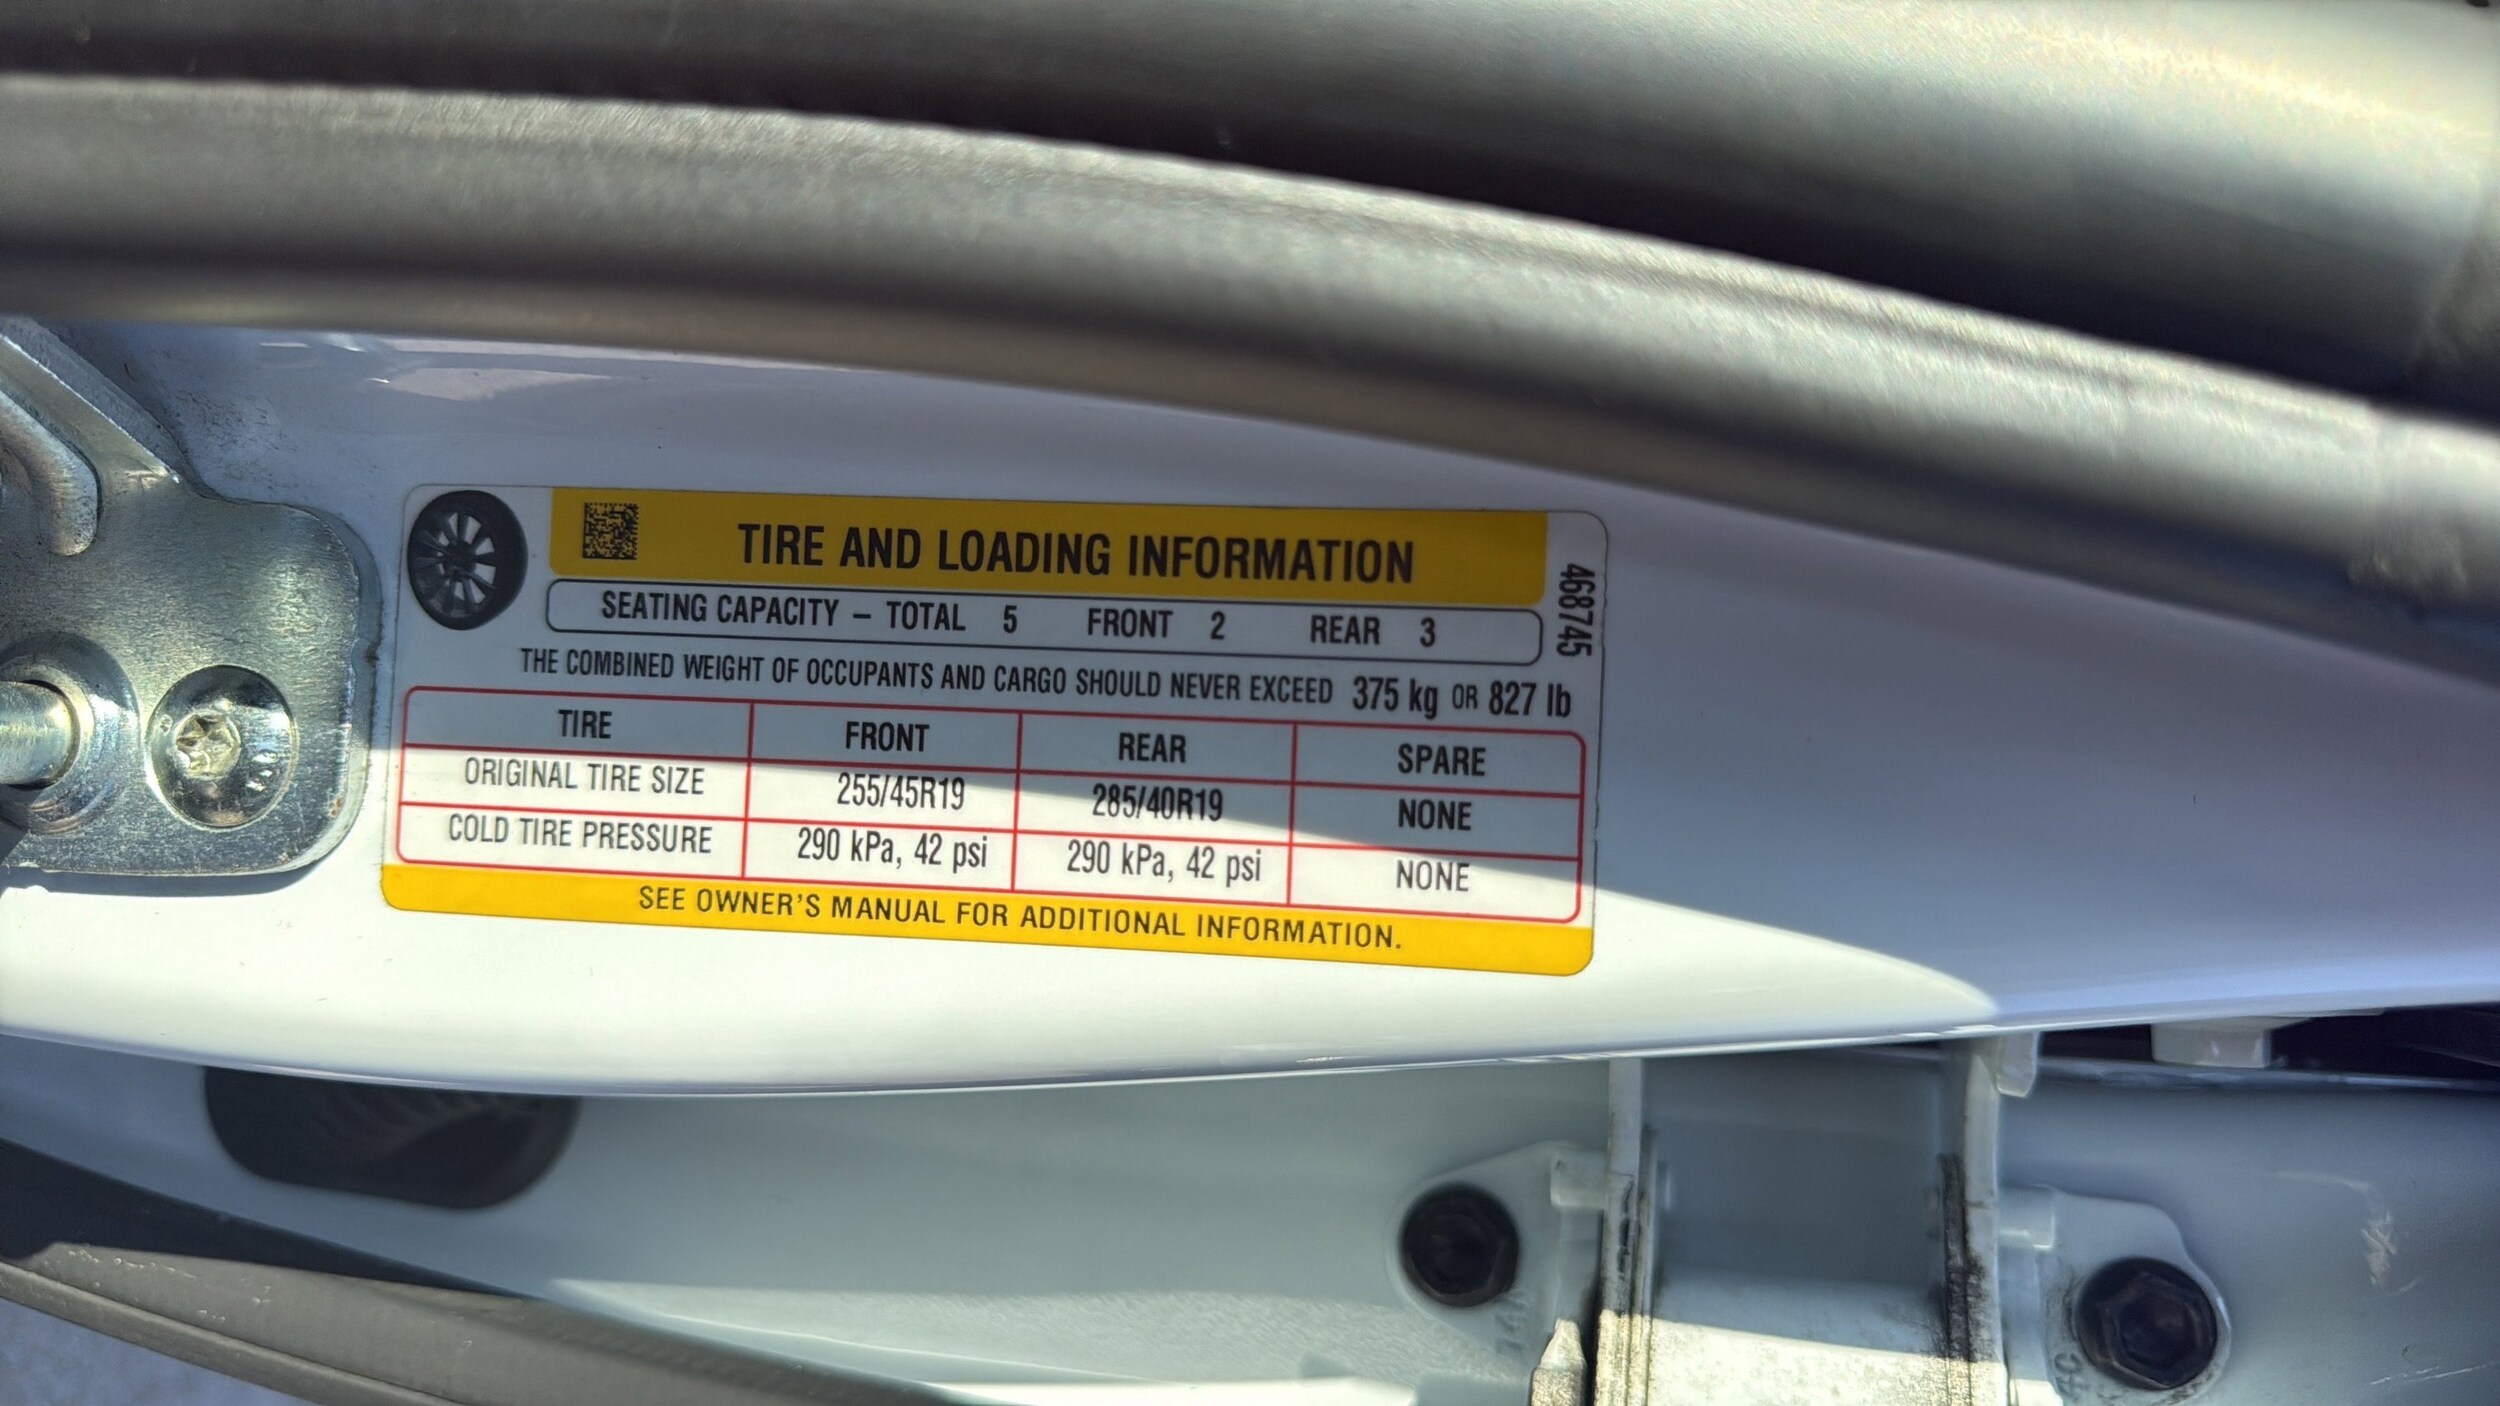 TIRE AND LOADING INFORMATION
468745
SEATING CAPACITY – TOTAL 5 FRONT 2 REAR 3
THE COMBINED WEIGHT OF OCCUPANTS AND CARGO SHOULD NEVER EXCEED 375 kg OR 827 lb
TIRE FRONT REAR SPARE
ORIGINAL TIRE SIZE 255/45R19 285/40R19 NONE
COLD TIRE PRESSURE 290 kPa, 42 psi 290 kPa, 42 psi NONE
SEE OWNER'S MANUAL FOR ADDITIONAL INFORMATION.